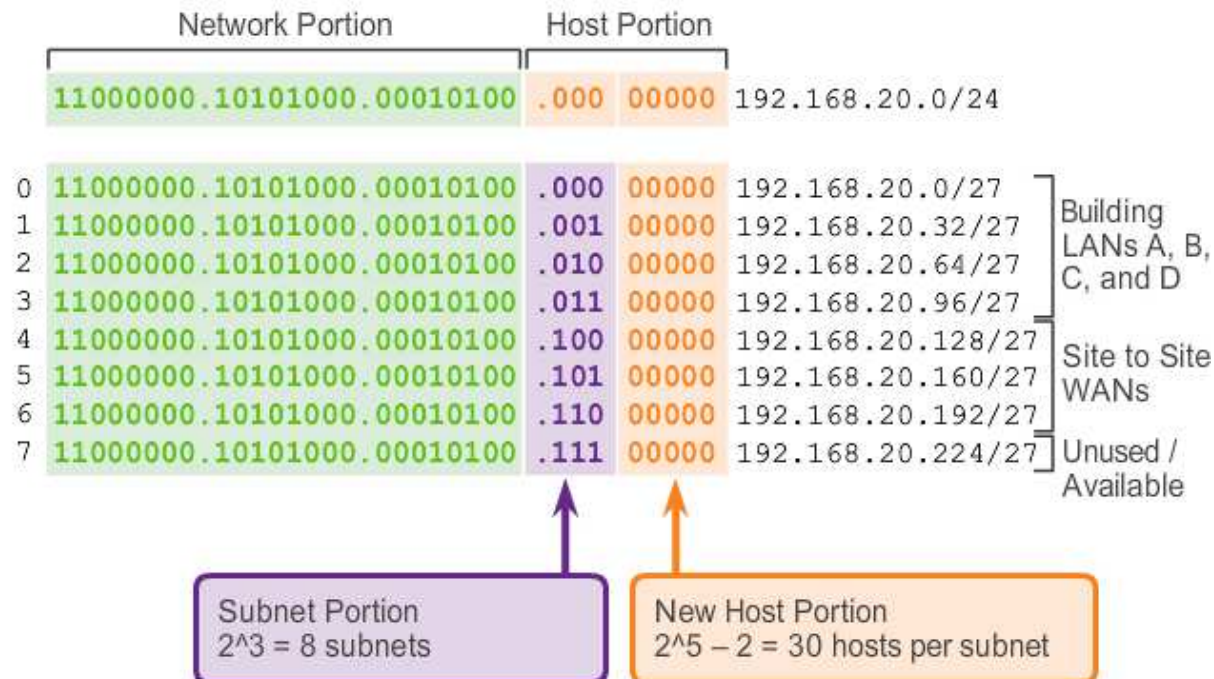 Network Portion Host Portion
11000000.10101000.00010100 .000 00000 192.168.20.0/24
0 11000000.10101000.00010100 .000 00000 192.168.20.0/27
1 11000000.10101000.00010100 .001 00000 192.168.20.32/27
2 11000000.10101000.00010100 .010 00000 192.168.20.64/27
3 11000000.10101000.00010100 .011 00000 192.168.20.96/27
Building
LANs A, B,
C, and D
4 11000000.10101000.00010100 .100 00000 192.168.20.128/27
5 11000000.10101000.00010100 .101 00000 192.168.20.160/27
6 11000000.10101000.00010100 .110 00000 192.168.20.192/27
Site to Site
WANs
7 11000000.10101000.00010100 .111 00000 192.168.20.224/27
Unused /
Available
Subnet Portion
2^3 = 8 subnets
New Host Portion
2^5 – 2 = 30 hosts per subnet